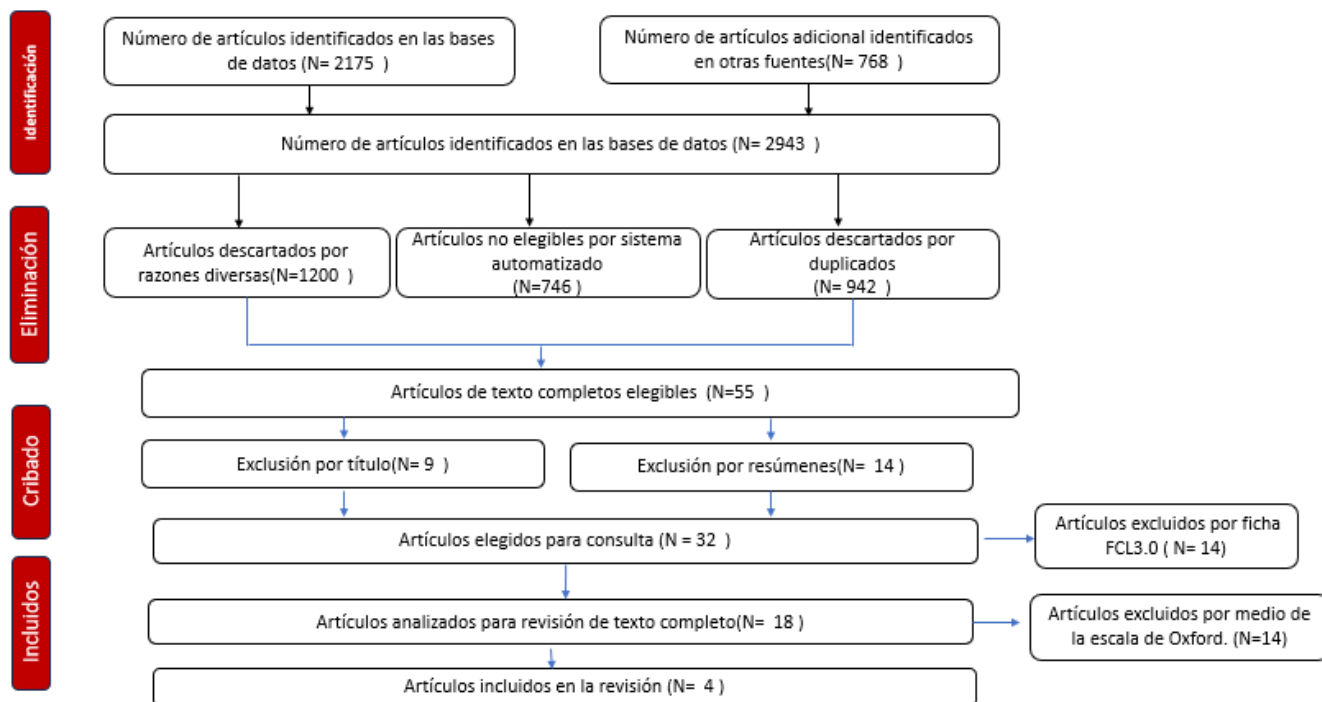 Identificación
Número de artículos identificados en las bases
de datos (N= 2175  )
Número de artículos adicional identificados
en otras fuentes(N= 768  )
Número de artículos identificados en las bases de datos (N= 2943  )
Eliminación
Artículos descartados por
razones diversas(N=1200  )
Artículos no elegibles por sistema
automatizado
(N=746 )
Artículos descartados por
duplicados
(N= 942  )
Artículos de texto completos elegibles  (N=55  )
Cribado
Exclusión por título(N= 9  )
Exclusión por resúmenes(N=  14 )
Artículos elegidos para consulta (N = 32  )
Artículos excluidos por ficha
FCL3.0 ( N= 14)
Incluidos
Artículos analizados para revisión de texto completo(N=  18 )
Artículos excluidos por medio de
la escala de Oxford. (N=14)
Artículos incluidos en la revisión (N=  4 )